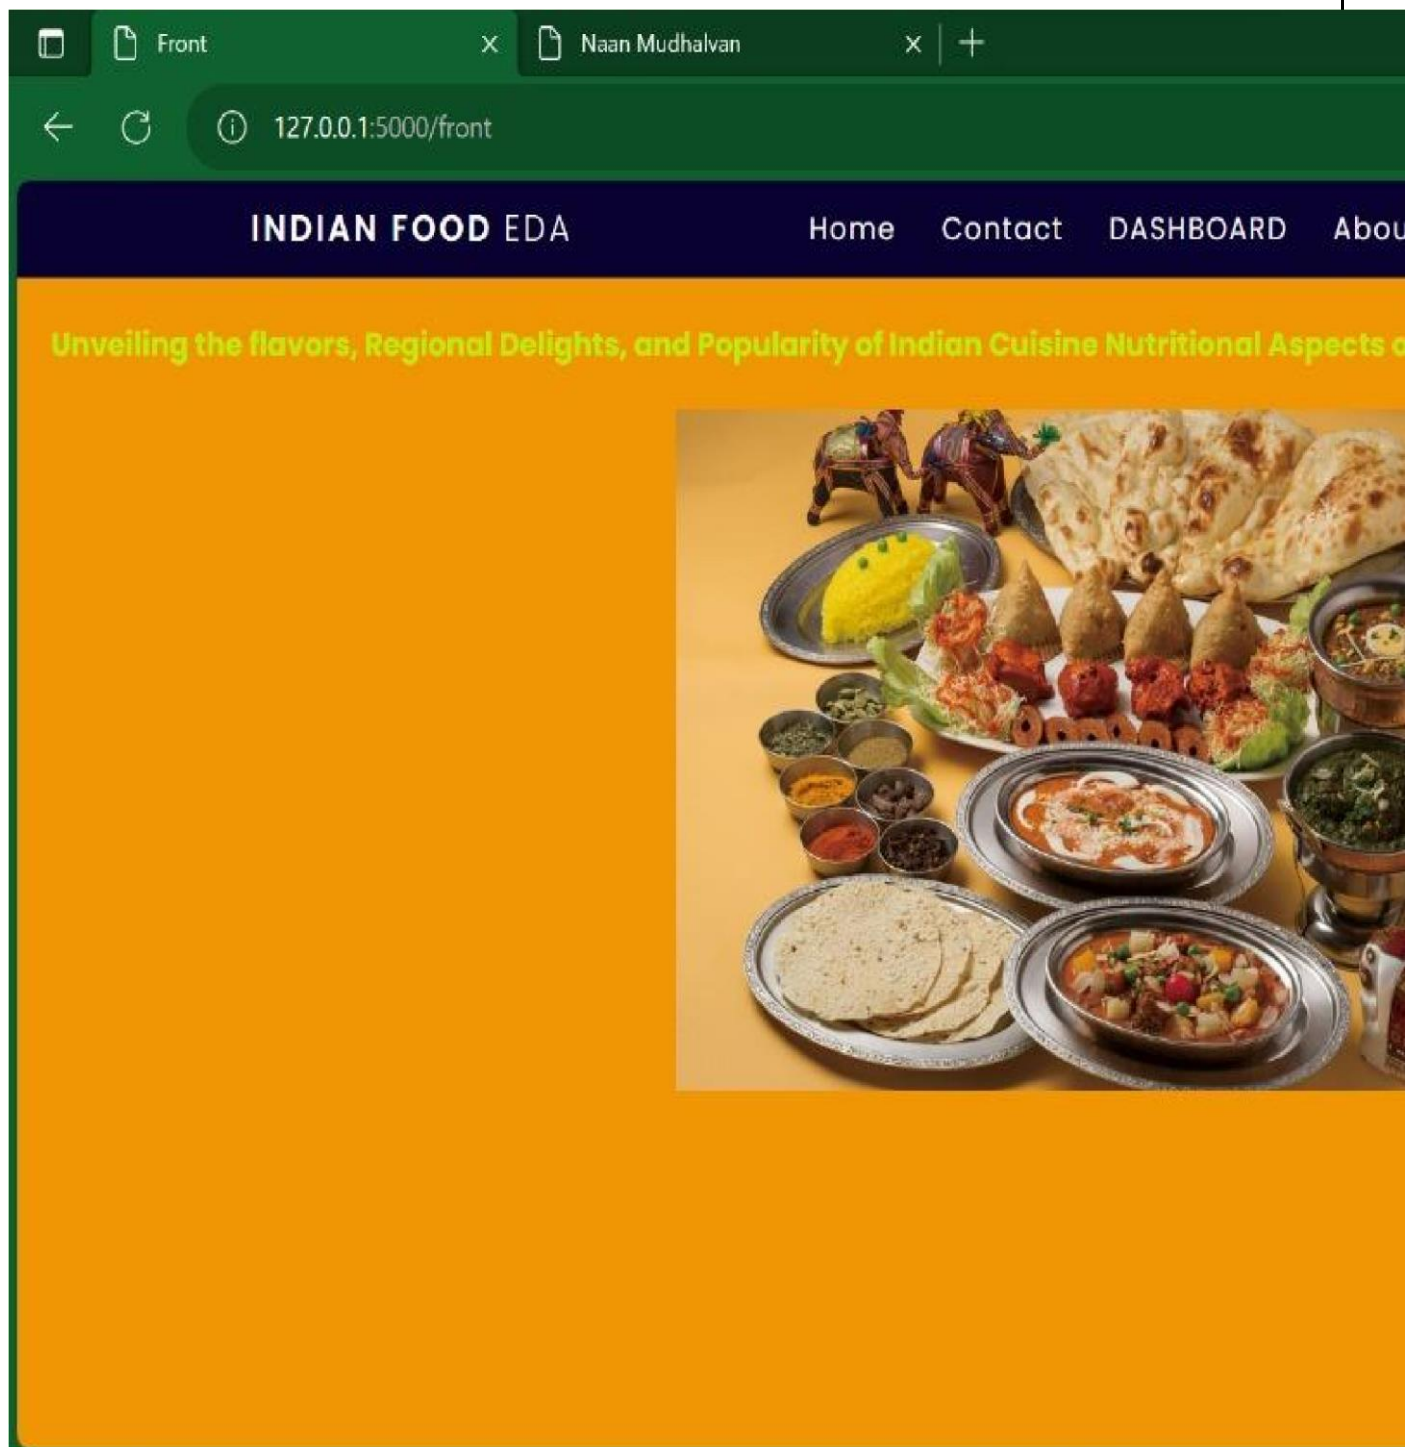 Front
Naan Mudhalvan
127.0.0.1:5000/front
INDIAN FOOD EDA
Home Contact DASHBOARD
Unveiling the flavors, Regional Delights, and Popularity of Indian Cuisine Nutritional Aspects